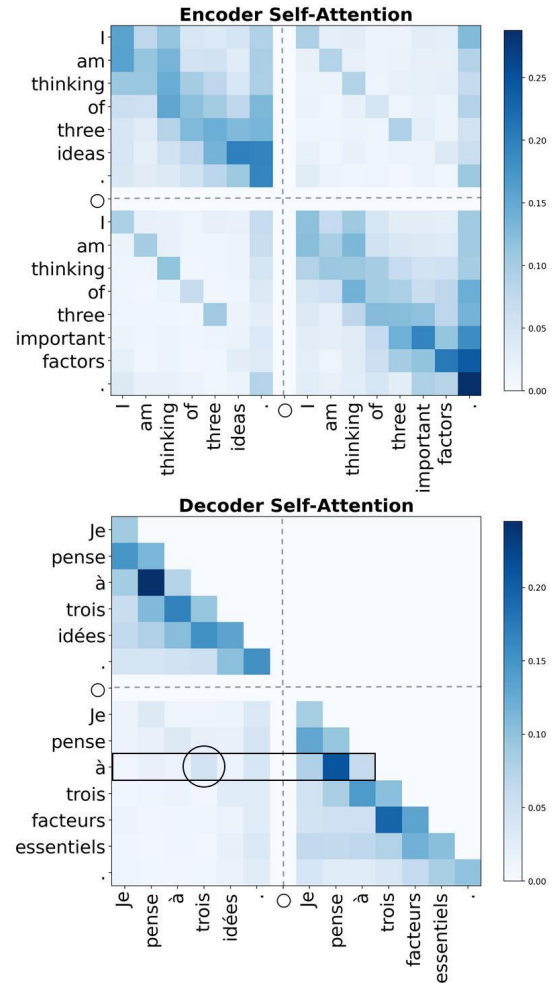 Encoder Self-Attention
I
am
thinking
of
three
ideas
.
I
am
thinking
of
three
important
factors
.
I am thinking of three ideas . I am thinking of three important factors .
0.25
0.20
0.15
0.10
0.05
0.00
Decoder Self-Attention
Je
pense
à
trois
idées
.
Je
pense
à
trois
facteurs
essentiels
.
Je pense à trois idées . Je pense à trois facteurs essentiels .
0.20
0.15
0.10
0.05
0.00